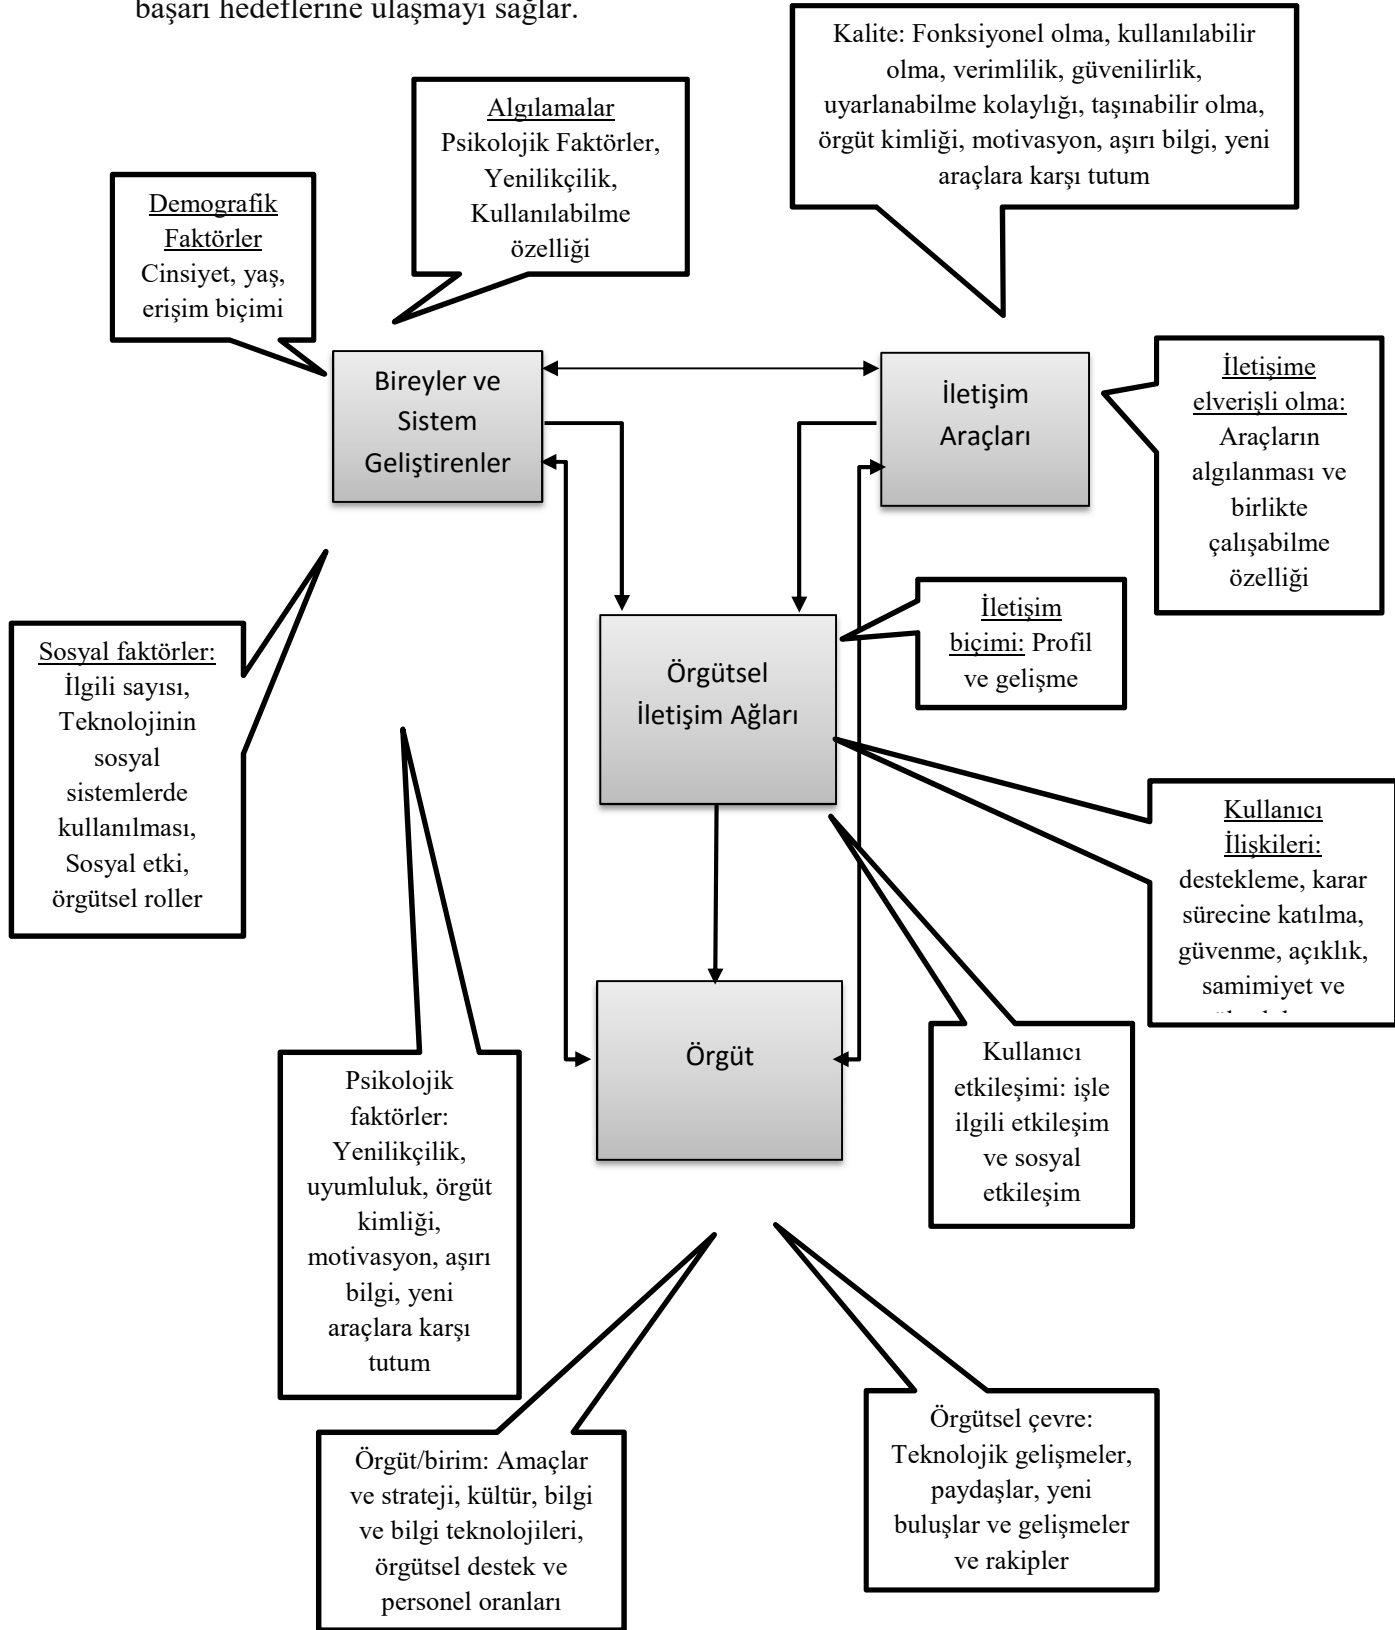 başarı hedeflerine ulaşmayı sağlar.
Kalite: Fonksiyonel olma, kullanılabilir
olma, verimlilik, güvenilirlik,
uyarlanabilme kolaylığı, taşınabilir olma,
örgüt kimliği, motivasyon, aşırı bilgi, yeni
araçlara karşı tutum
Algılamalar
Psikolojik Faktörler,
Yenilikçilik,
Kullanılabilme
özelliği
Demografik
Faktörler
Cinsiyet, yaş,
erişim biçimi
Bireyler ve
Sistem
Geliştirenler
İletişim
Araçları
İletişime
elverişli olma:
Araçların
algılanması ve
birlikte
çalışabilme
özelliği
İletişim
biçimi: Profil
ve gelişme
Sosyal faktörler:
İlgili sayısı,
Teknolojinin
sosyal
sistemlerde
kullanılması,
Sosyal etki,
örgütsel roller
Örgütsel
İletişim Ağları
Kullanıcı
İlişkileri:
destekleme, karar
sürecine katılma,
güvenme, açıklık,
samimiyet ve
Örgüt
Kullanıcı
etkileşimi: işle
ilgili etkileşim
ve sosyal
etkileşim
Psikolojik
faktörler:
Yenilikçilik,
uyumluluk, örgüt
kimliği,
motivasyon, aşırı
bilgi, yeni
araçlara karşı
tutum
Örgütsel çevre:
Teknolojik gelişmeler,
paydaşlar, yeni
buluşlar ve gelişmeler
ve rakipler
Örgüt/birim: Amaçlar
ve strateji, kültür, bilgi
ve bilgi teknolojileri,
örgütsel destek ve
personel oranları